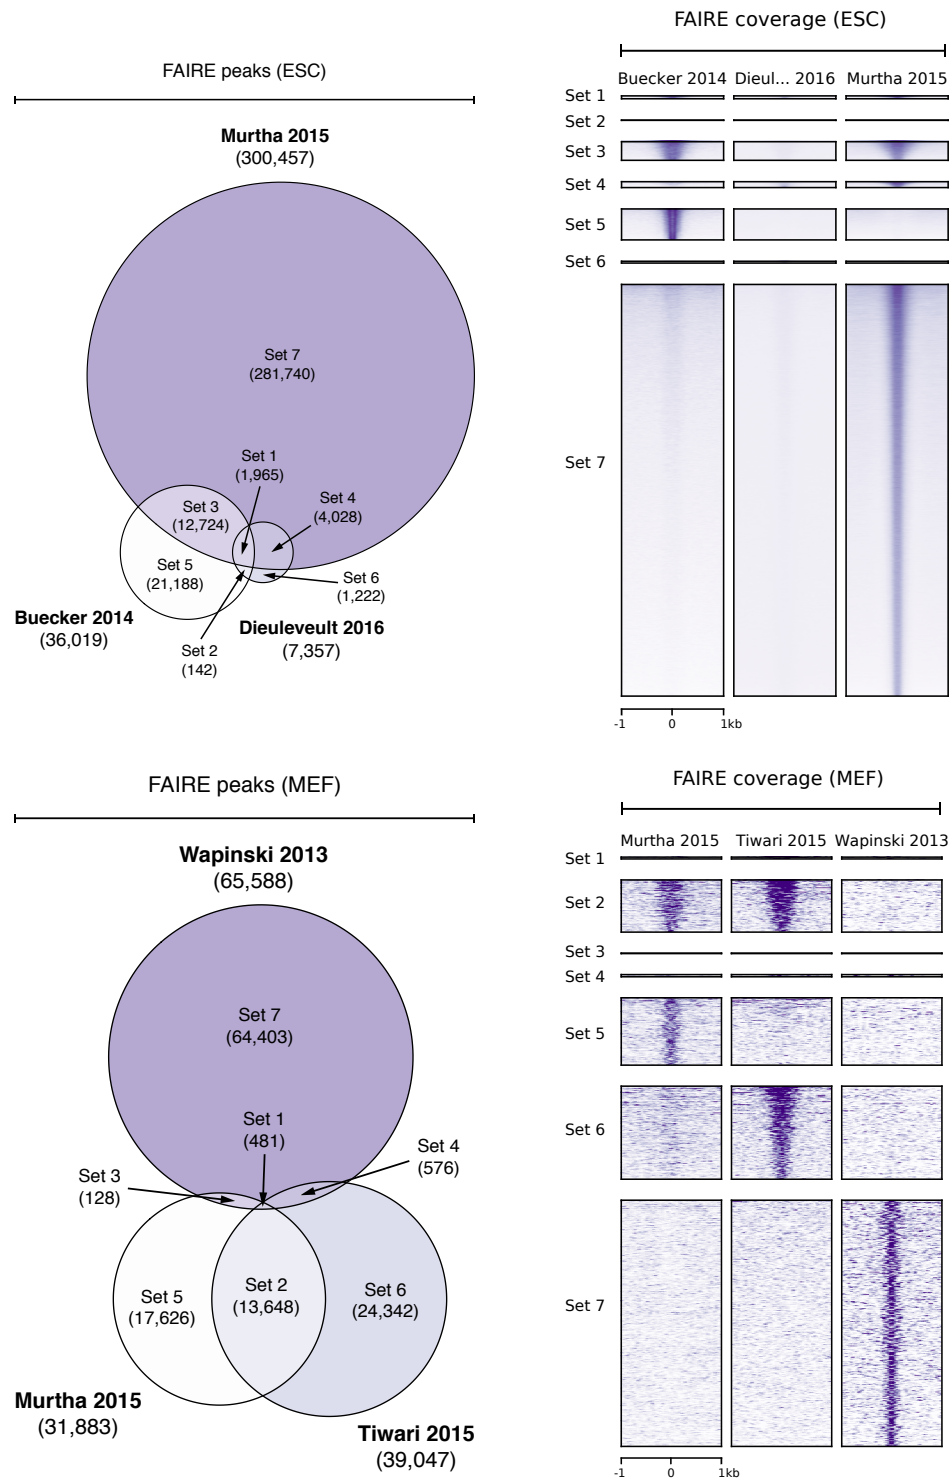 FAIRE peaks (ESC)
Murtha 2015
(300,457)
Set 7
(281,740)
Set 1
(1,965)
Set 3
(12,724)
Set 4
(4,028)
Set 5
(21,188)
Set 6
(1,222)
Buecker 2014
(36,019)
Set 2
(142)
Dieuleveult 2016
(7,357)
FAIRE coverage (ESC)
Buecker 2014 Dieul... 2016 Murtha 2015
Set 1
Set 2
Set 3
Set 4
Set 5
Set 6
Set 7
-1 0 1kb
FAIRE peaks (MEF)
Wapinski 2013
(65,588)
Set 7
(64,403)
Set 1
(481)
Set 4
(576)
Set 3
(128)
Set 5
(17,626)
Set 2
(13,648)
Set 6
(24,342)
Murtha 2015
(31,883)
Tiwari 2015
(39,047)
FAIRE coverage (MEF)
Murtha 2015 Tiwari 2015 Wapinski 2013
Set 1
Set 2
Set 3
Set 4
Set 5
Set 6
Set 7
-1 0 1kb